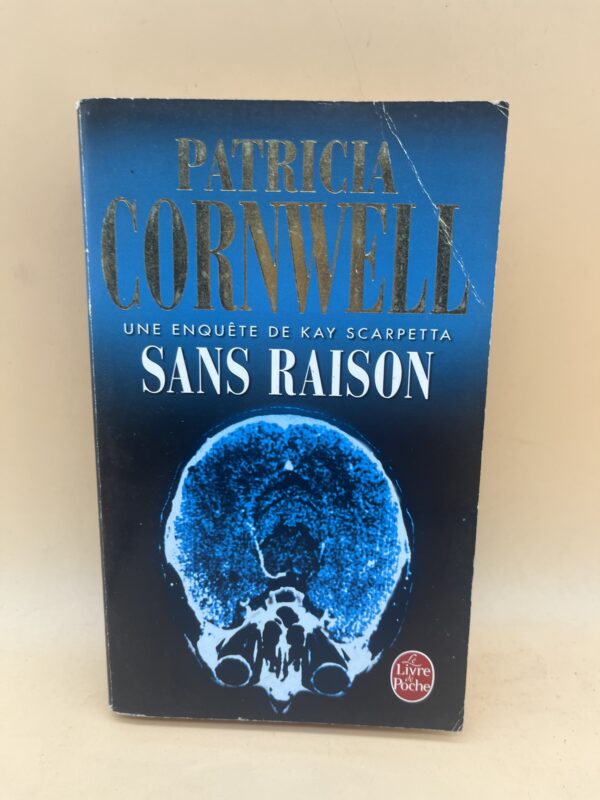 PATRICIA
CORNWELL
UNE ENQUÊTE DE KAY SCARPETTA
SANS RAISON
Le
Livre
de
Poche